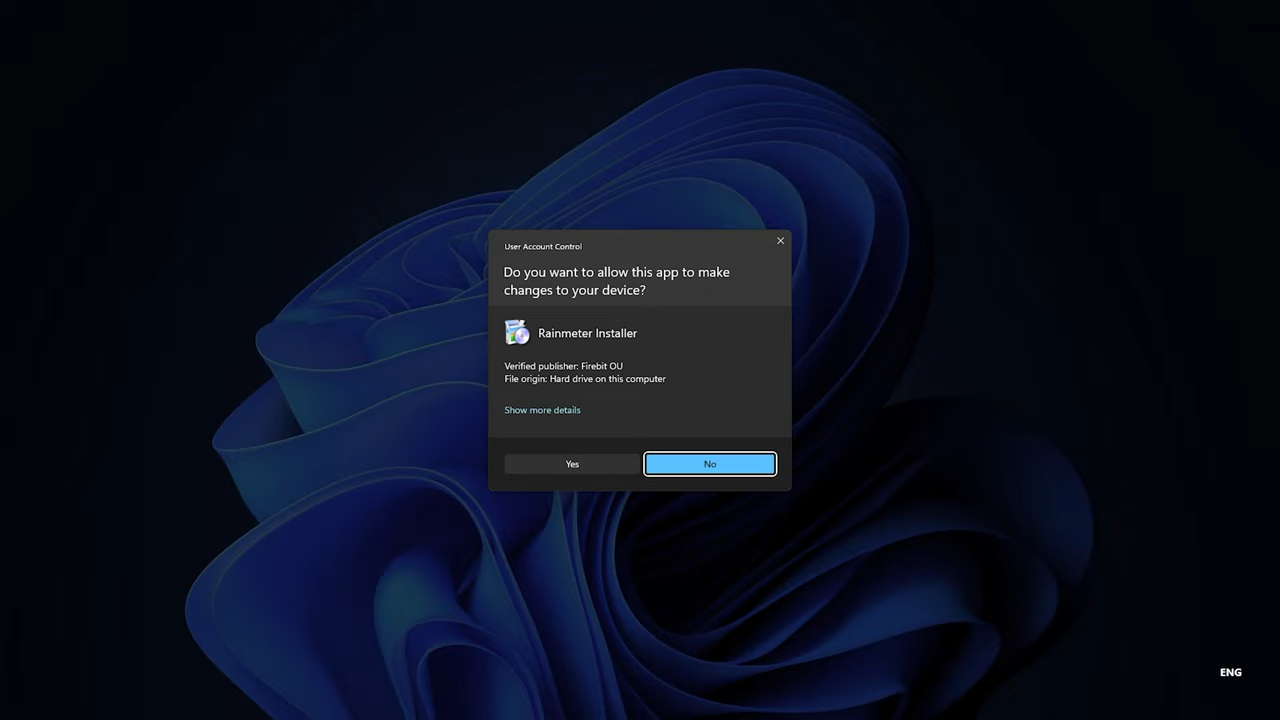 User Account Control
Do you want to allow this app to make
changes to your device?
Rainmeter Installer
Verified publisher: Firebit OU
File origin: Hard drive on this computer
Show more details
Yes
No
ENG